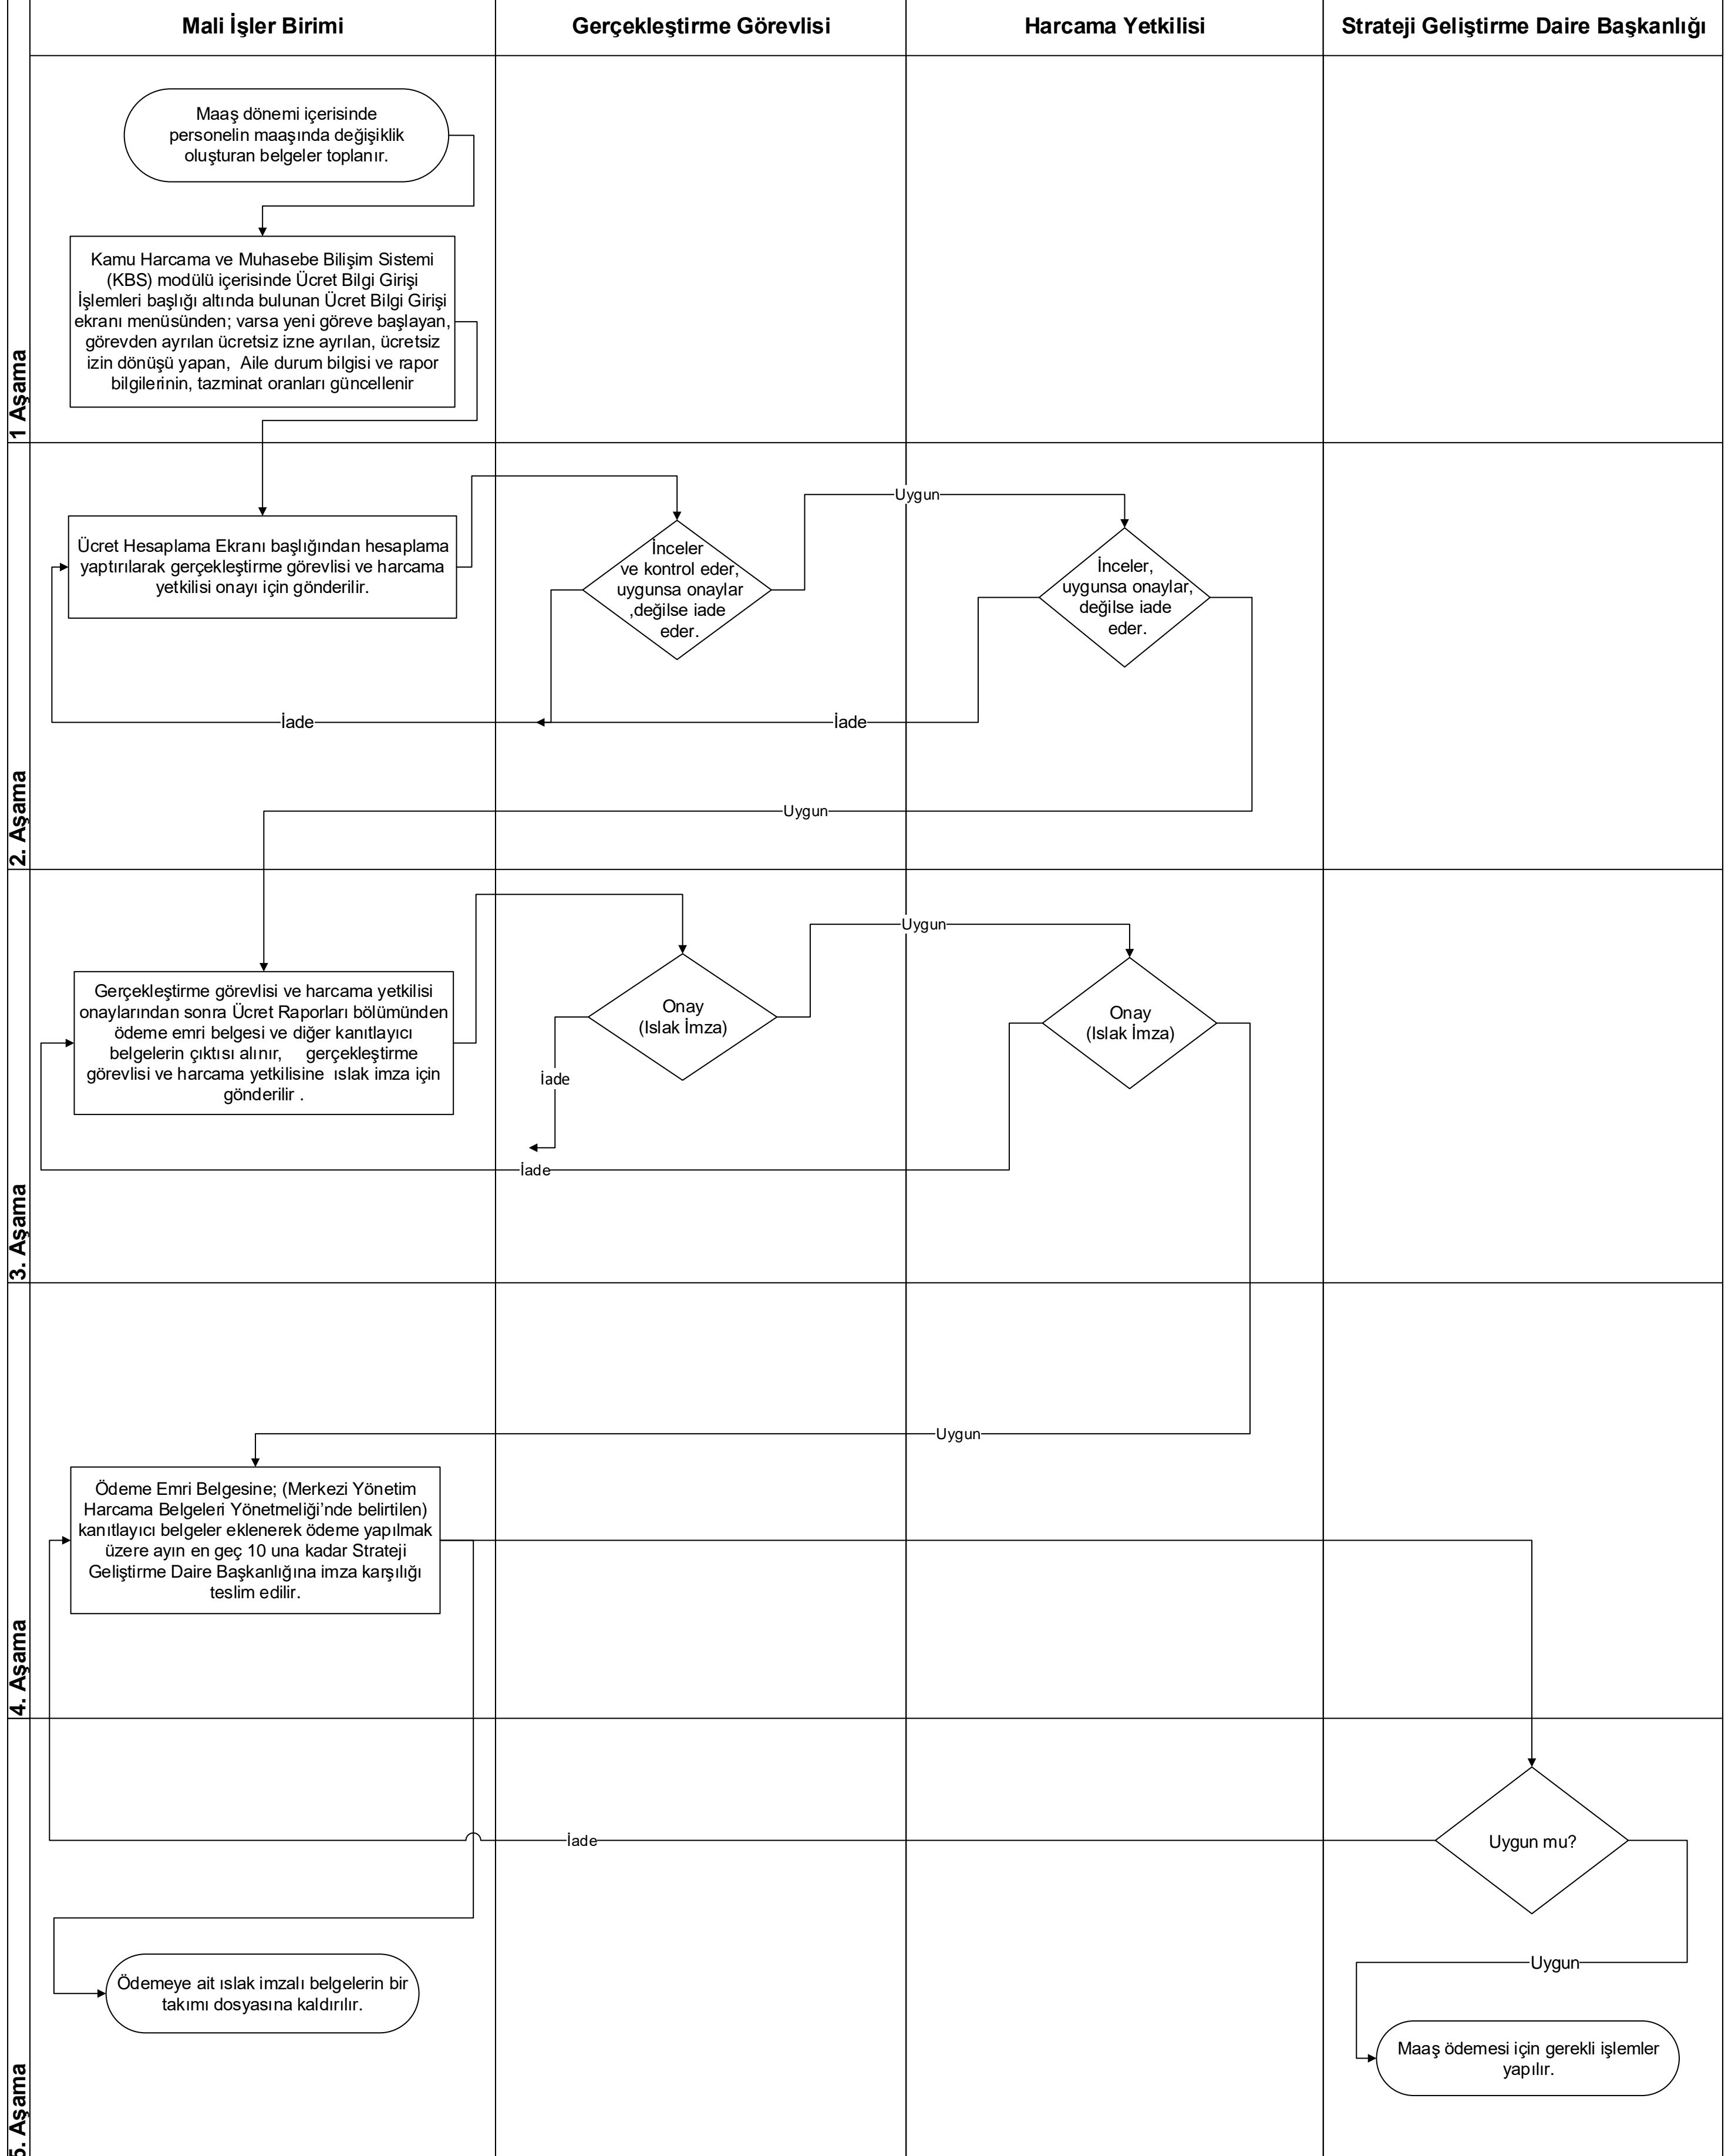 Mali İşler Birimi
Gerçekleştirme Görevlisi
Harcama Yetkilisi
Strateji Geliştirme Daire Başkanlığı
1 Aşama
Maaş dönemi içerisinde
personelin maaşında değişiklik
oluşturan belgeler toplanır.
Kamu Harcama ve Muhasebe Bilişim Sistemi
(KBS) modülü içerisinde Ücret Bilgi Girişi
İşlemleri başlığı altında bulunan Ücret Bilgi Girişi
ekranı menüsünden; varsa yeni göreve başlayan,
görevden ayrılan ücretsiz izne ayrılan, ücretsiz
izin dönüşü yapan, Aile durum bilgisi ve rapor
bilgilerinin, tazminat oranları güncellenir
2. Aşama
Ücret Hesaplama Ekranı başlığından hesaplama
yaptırılarak gerçekleştirme görevlisi ve harcama
yetkilisi onayı için gönderilir.
İnceler
ve kontrol eder,
uygunsa onaylar
,değilse iade
eder.
Uygun
İnceler,
uygunsa onaylar,
değilse iade
eder.
İade
İade
Uygun
3. Aşama
Gerçekleştirme görevlisi ve harcama yetkilisi
onaylarından sonra Ücret Raporları bölümünden
ödeme emri belgesi ve diğer kanıtlayıcı
belgelerin çıktısı alınır, gerçekleştirme
görevlisi ve harcama yetkilisine ıslak imza için
gönderilir .
Onay
(Islak İmza)
Uygun
Onay
(Islak İmza)
İade
İade
4. Aşama
Uygun
Ödeme Emri Belgesine; (Merkezi Yönetim
Harcama Belgeleri Yönetmeliği’nde belirtilen)
kanıtlayıcı belgeler eklenerek ödeme yapılmak
üzere ayın en geç 10 una kadar Strateji
Geliştirme Daire Başkanlığına imza karşılığı
teslim edilir.
5. Aşama
Uygun mu?
İade
Uygun
Ödemeye ait ıslak imzalı belgelerin bir
takımı dosyasına kaldırılır.
Maaş ödemesi için gerekli işlemler
yapılır.